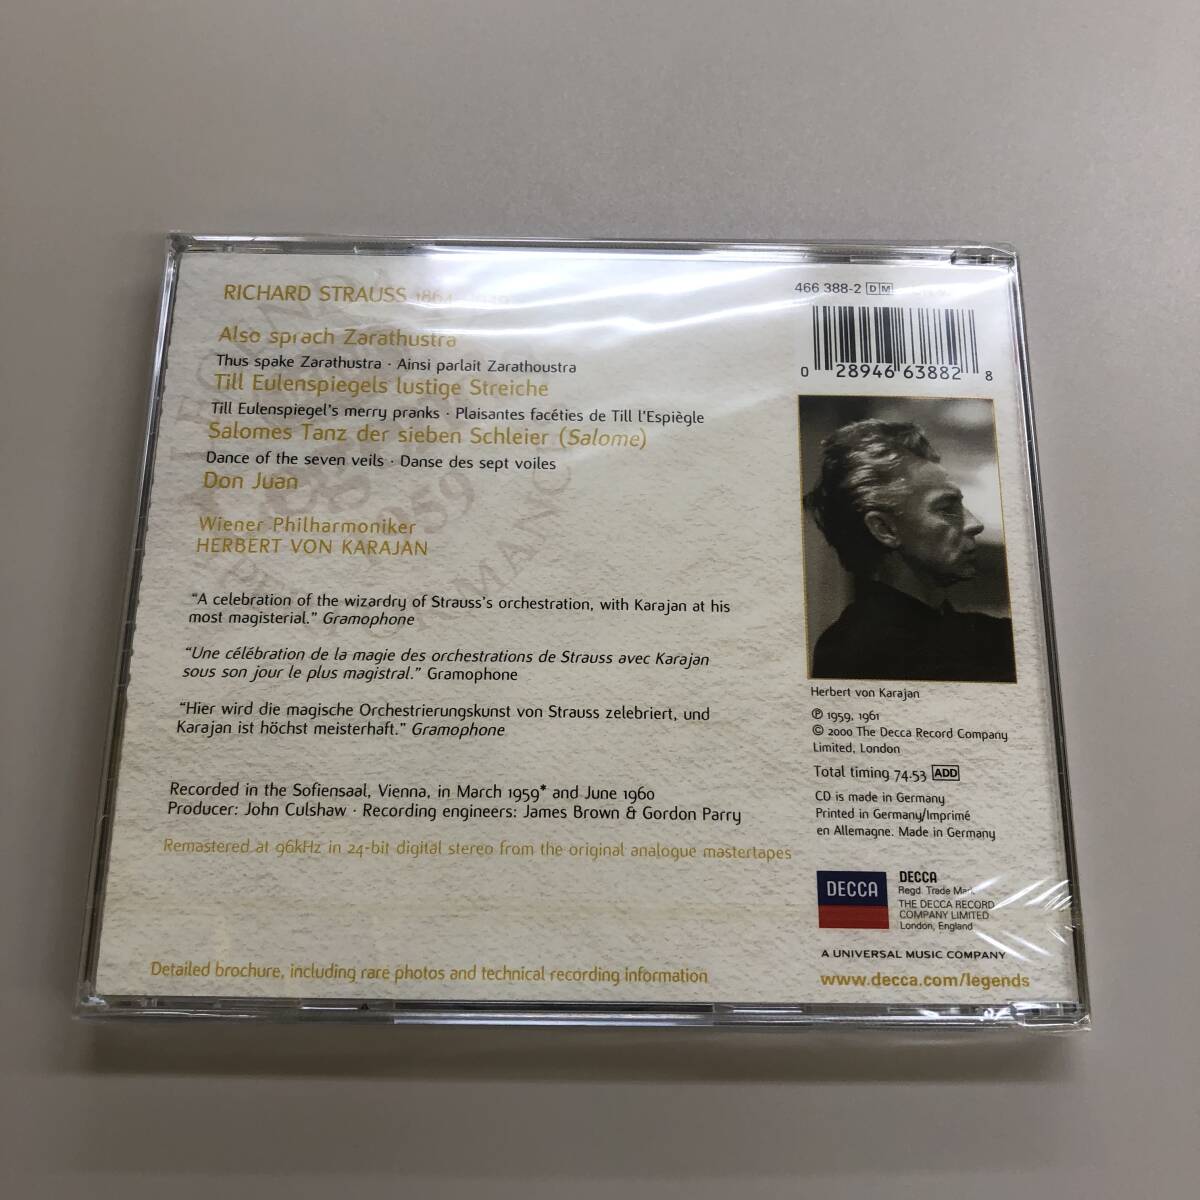 RICHARD STRAUSS 1864-1949
Also sprach Zarathustra
Thus spake Zarathustra · Ainsi parlait Zarathoustra
Till Eulenspiegels lustige Streiche
Till Eulenspiegel's merry pranks · Plaisantes facéties de Till l'Espiègle
Salomes Tanz der sieben Schleier (Salome)
Dance of the seven veils · Danse des sept voiles
Don Juan
Wiener Philharmoniker
HERBERT VON KARAJAN
“A celebration of the wizardry of Strauss's orchestration, with Karajan at his
most magisterial.” Gramophone
“Une célébration de la magie des orchestrations de Strauss avec Karajan
sous son jour le plus magistral.” Gramophone
“Hier wird die magische Orchestrierungskunst von Strauss zelebriert, und
Karajan ist höchst meisterhaft.” Gramophone
Recorded in the Sofiensaal, Vienna, in March 1959* and June 1960
Producer: John Culshaw · Recording engineers: James Brown & Gordon Parry
Remastered at 96kHz in 24-bit digital stereo from the original analogue mastertapes
Detailed brochure, including rare photos and technical recording information
466 388-2 DM
0 28946 63882 8
Herbert von Karajan
℗ 1959, 1961
© 2000 The Decca Record Company
Limited, London
Total timing 74.53 ADD
CD is made in Germany
Printed in Germany/Imprimé
en Allemagne. Made in Germany
DECCA
DECCA
Regd. Trade Mark
THE DECCA RECORD
COMPANY LIMITED
London, England
A UNIVERSAL MUSIC COMPANY
www.decca.com/legends